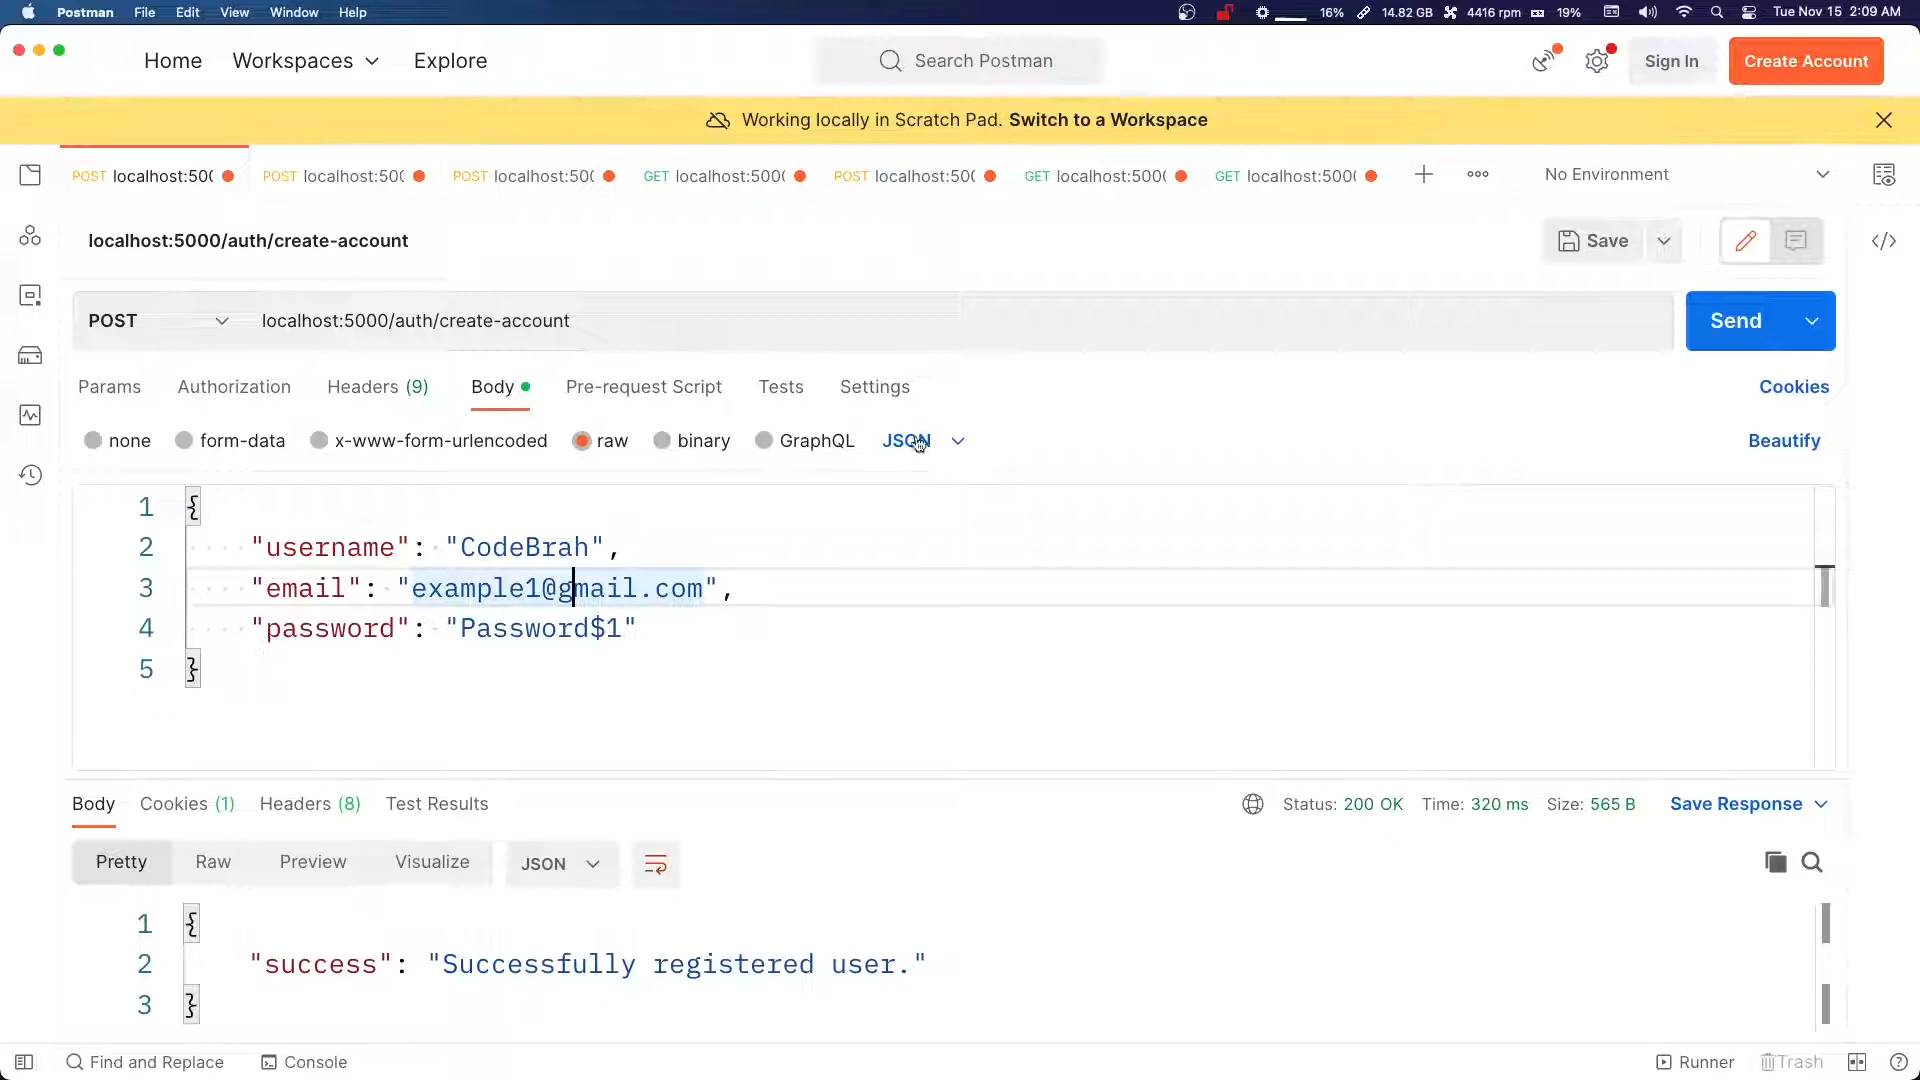 Postman File Edit View Window Help 16% 14.82 GB 4416 rpm 19% Tue Nov 15 2:09 AM
Home Workspaces Explore Search Postman Sign In Create Account
Working locally in Scratch Pad. Switch to a Workspace
POST localhost:500 POST localhost:500 POST localhost:500 GET localhost:500 POST localhost:500 GET localhost:500 GET localhost:500 No Environment
localhost:5000/auth/create-account Save
POST localhost:5000/auth/create-account Send
Params Authorization Headers (9) Body Pre-request Script Tests Settings Cookies
none form-data x-www-form-urlencoded raw binary GraphQL JSON Beautify
1 {
2 "username": "CodeBrah",
3 "email": "example1@gmail.com",
4 "password": "Password$1"
5 }
Body Cookies (1) Headers (8) Test Results Status: 200 OK Time: 320 ms Size: 565 B Save Response
Pretty Raw Preview Visualize JSON
1 {
2 "success": "Successfully registered user."
3 }
Find and Replace Console Runner Trash